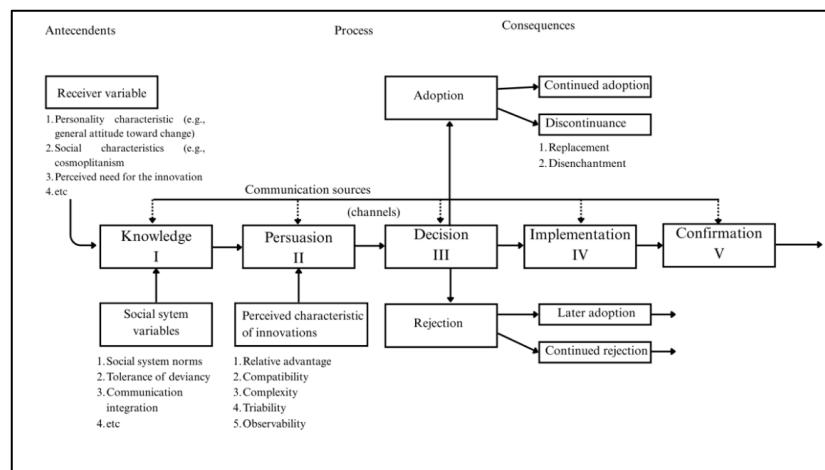 Antecendents
Process
Consequences
Receiver variable
1. Personality characteristic (e.g.,
general attitude toward change)
2. Social characteristics (e.g.,
cosmoplitanism
3. Perceived need for the innovation
4. etc
Adoption
Continued adoption
Discontinuance
1. Replacement
2. Disenchantment
Communication sources
(channels)
Knowledge
I
Persuasion
II
Decision
III
Implementation
IV
Confirmation
V
Social sytem
variables
1. Social system norms
2. Tolerance of deviancy
3. Communication
integration
4. etc
Perceived characteristic
of innovations
1. Relative advantage
2. Compatibility
3. Complexity
4. Triability
5. Observability
Rejection
Later adoption
Continued rejection